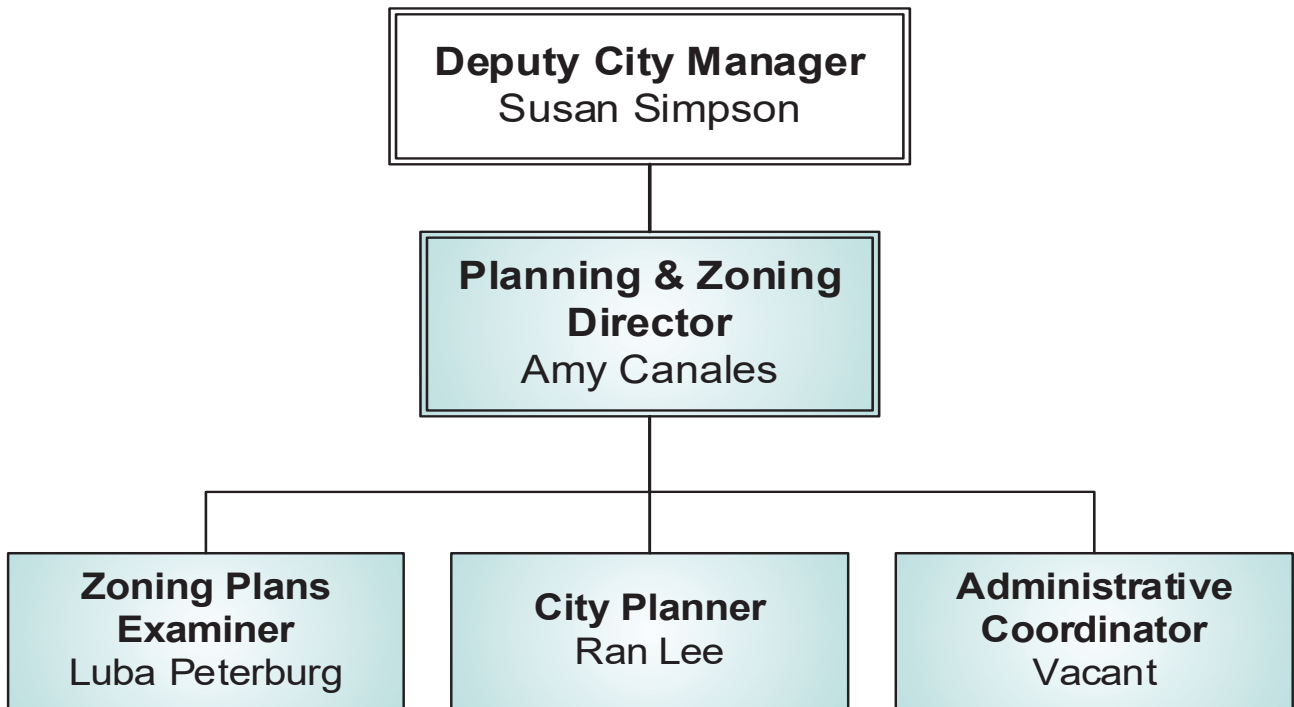 Deputy City Manager
Susan Simpson
Planning & Zoning
Director
Amy Canales
Zoning Plans
Examiner
Luba Peterburg
City Planner
Ran Lee
Administrative
Coordinator
Vacant